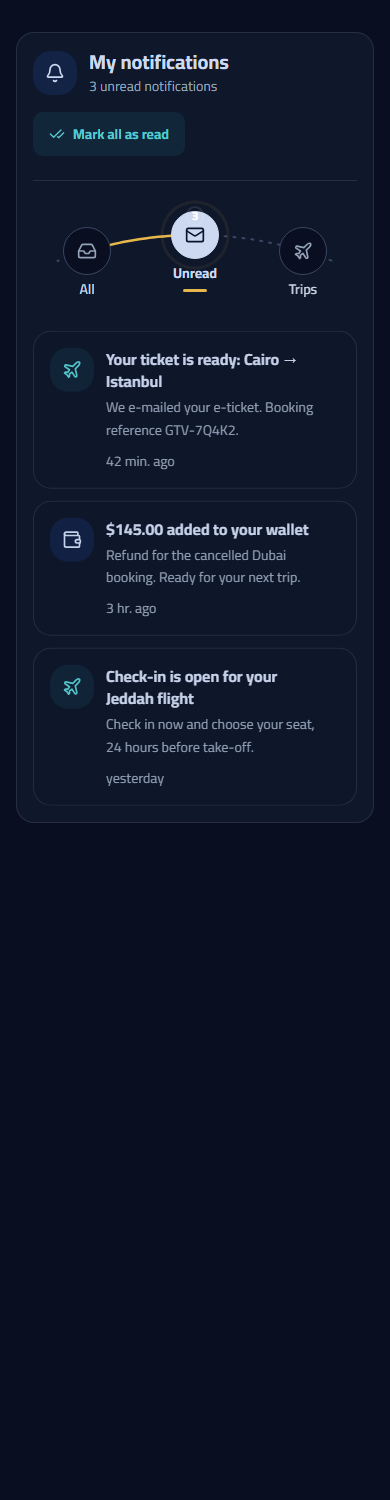 My notifications
3 unread notifications
Mark all as read
3
All
Unread
Trips
Your ticket is ready: Cairo →
Istanbul
We e-mailed your e-ticket. Booking
reference GTV-7Q4K2.
42 min. ago
$145.00 added to your wallet
Refund for the cancelled Dubai
booking. Ready for your next trip.
3 hr. ago
Check-in is open for your
Jeddah flight
Check in now and choose your seat,
24 hours before take-off.
yesterday